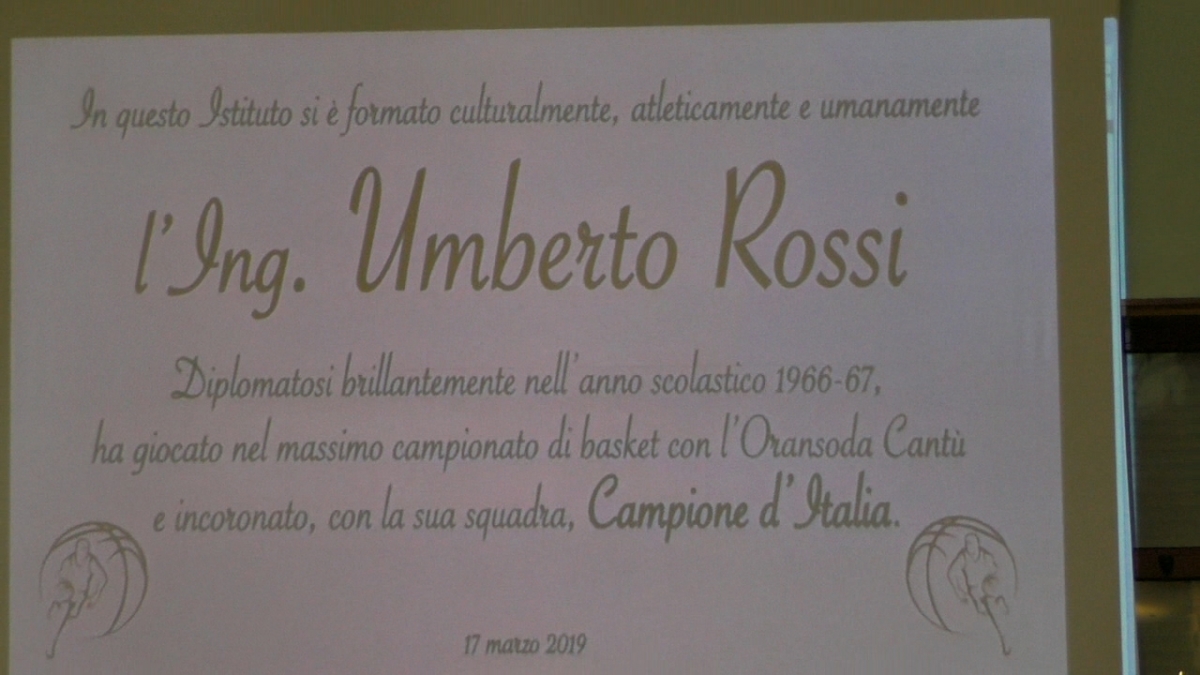 In questo Istituto si è formato culturalmente, atleticamente e umanamente
l'Ing. Umberto Rossi
Diplomatosi brillantemente nell'anno scolastico 1966-67,
ha giocato nel massimo campionato di basket con l'Oransoda Cantù
e incoronato, con la sua squadra, Campione d'Italia.
17 marzo 2019